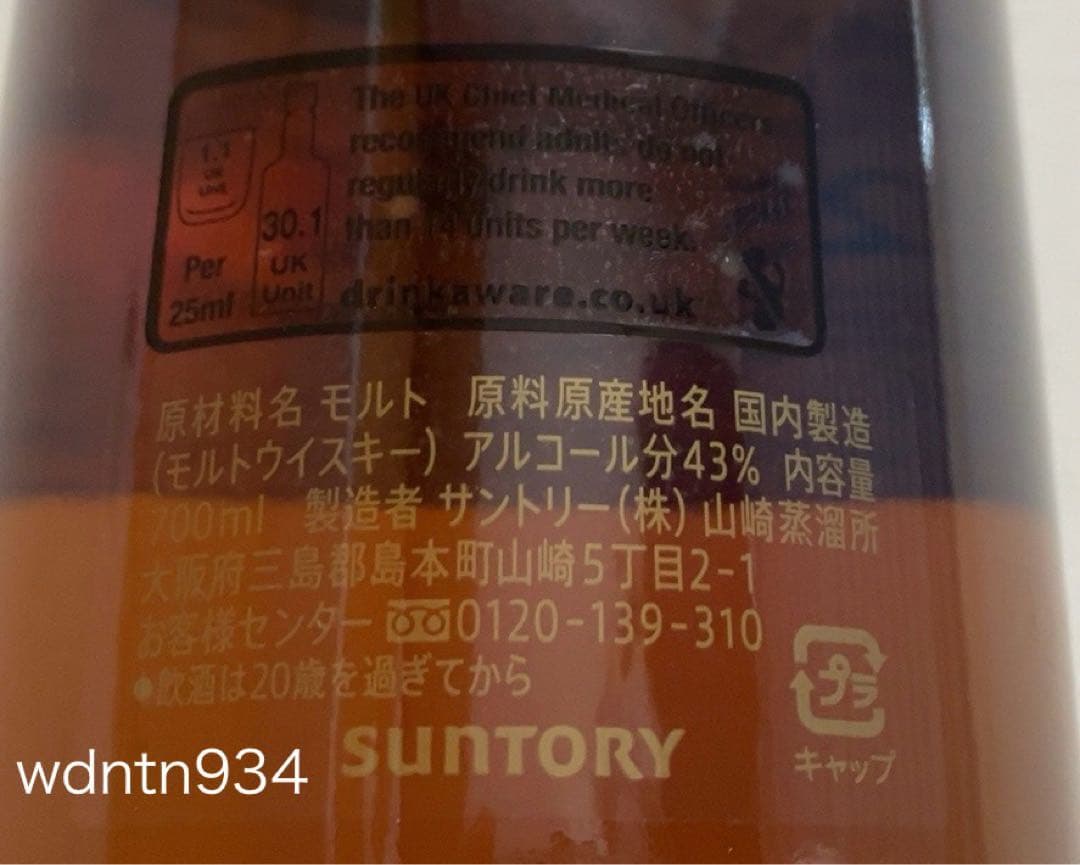 The UK Chief Medical Officers
recommend adults do not
regularly drink more
than 14 units per week.
drinkaware.co.uk
1.1
UK
Unit
Per
25ml
30.1
UK
Unit
原材料名 モルト 原料原産地名 国内製造
(モルトウイスキー) アルコール分43% 内容量
700ml 製造者 サントリー(株) 山崎蒸溜所
大阪府三島郡島本町山崎5丁目2-1
お客様センター 0120-139-310
●飲酒は20歳を過ぎてから
SUNTORY
プラ
キャップ
wdntn934